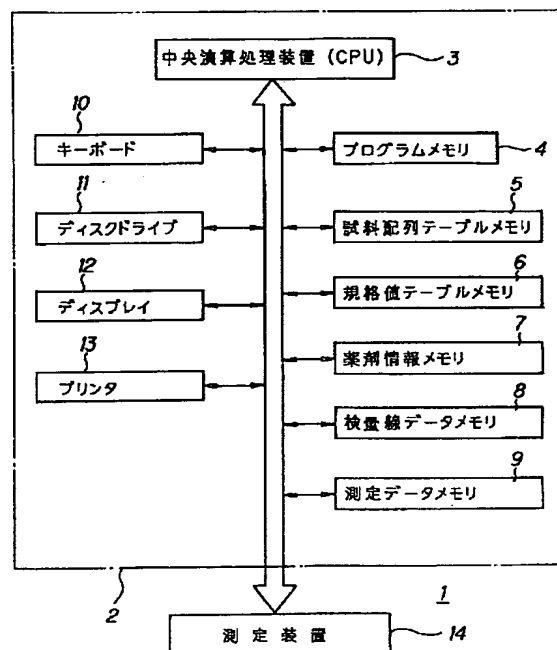 中央演算処理装置(CPU)
3
10
キーボード
プログラムメモリ
4
11
ディスクドライブ
5
試料配列テーブルメモリ
12
ディスプレイ
6
規格値テーブルメモリ
13
プリンタ
7
薬剤情報メモリ
8
検量線データメモリ
9
測定データメモリ
2
1
測定装置
14